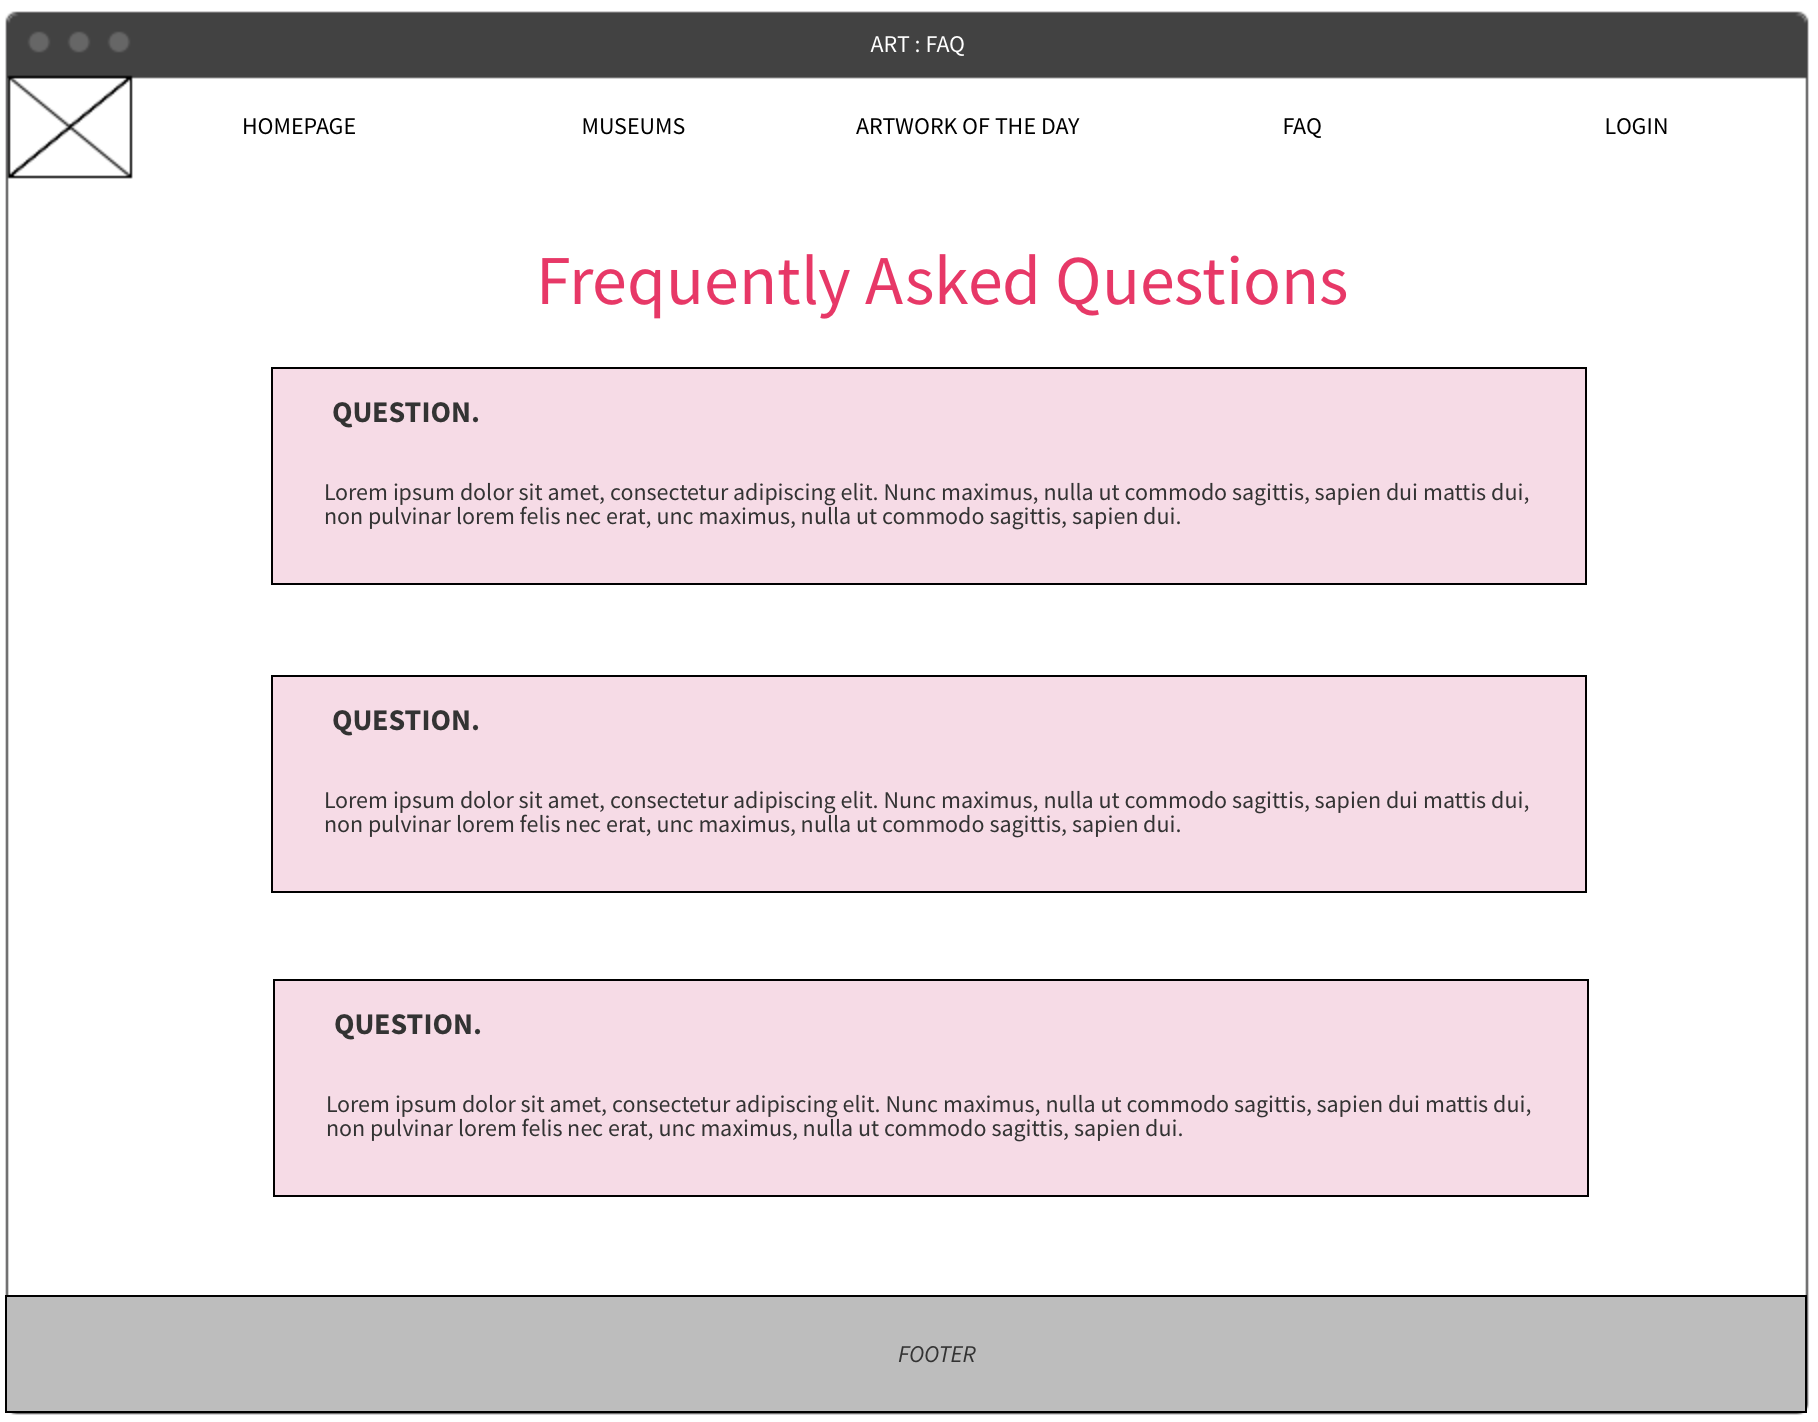 ART : FAQ
HOMEPAGE MUSEUMS ARTWORK OF THE DAY FAQ LOGIN
Frequently Asked Questions
QUESTION.
Lorem ipsum dolor sit amet, consectetur adipiscing elit. Nunc maximus, nulla ut commodo sagittis, sapien dui mattis dui,
non pulvinar lorem felis nec erat, unc maximus, nulla ut commodo sagittis, sapien dui.
QUESTION.
Lorem ipsum dolor sit amet, consectetur adipiscing elit. Nunc maximus, nulla ut commodo sagittis, sapien dui mattis dui,
non pulvinar lorem felis nec erat, unc maximus, nulla ut commodo sagittis, sapien dui.
QUESTION.
Lorem ipsum dolor sit amet, consectetur adipiscing elit. Nunc maximus, nulla ut commodo sagittis, sapien dui mattis dui,
non pulvinar lorem felis nec erat, unc maximus, nulla ut commodo sagittis, sapien dui.
FOOTER